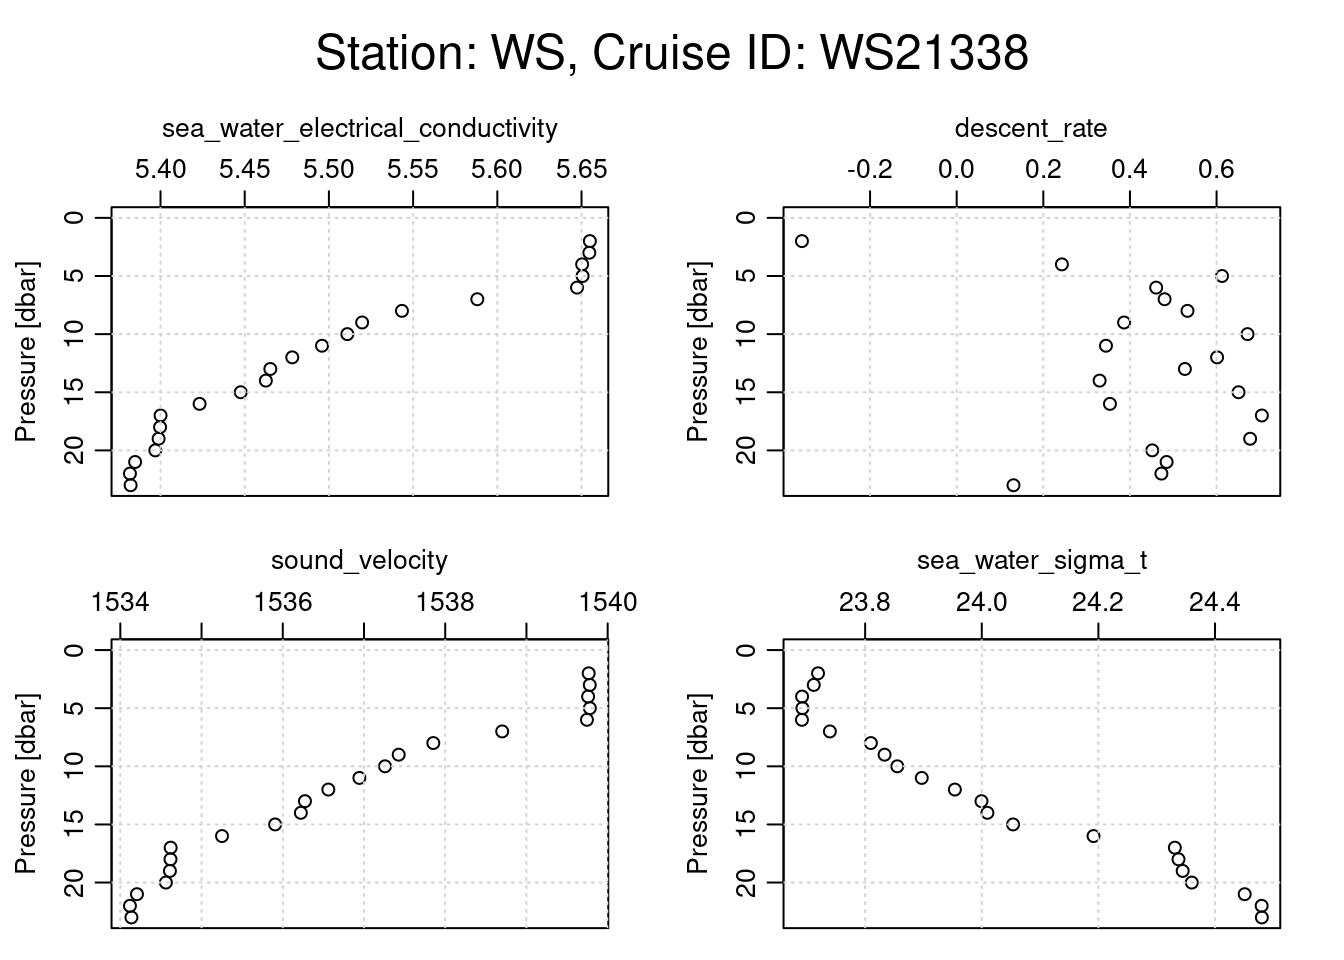 Station: WS, Cruise ID: WS21338
sea_water_electrical_conductivity
5.40 5.45 5.50 5.55 5.60 5.65
Pressure [dbar]
0
5
10
15
20
descent_rate
-0.2 0.0 0.2 0.4 0.6
Pressure [dbar]
0
5
10
15
20
sound_velocity
1534 1536 1538 1540
Pressure [dbar]
0
5
10
15
20
sea_water_sigma_t
23.8 24.0 24.2 24.4
Pressure [dbar]
0
5
10
15
20